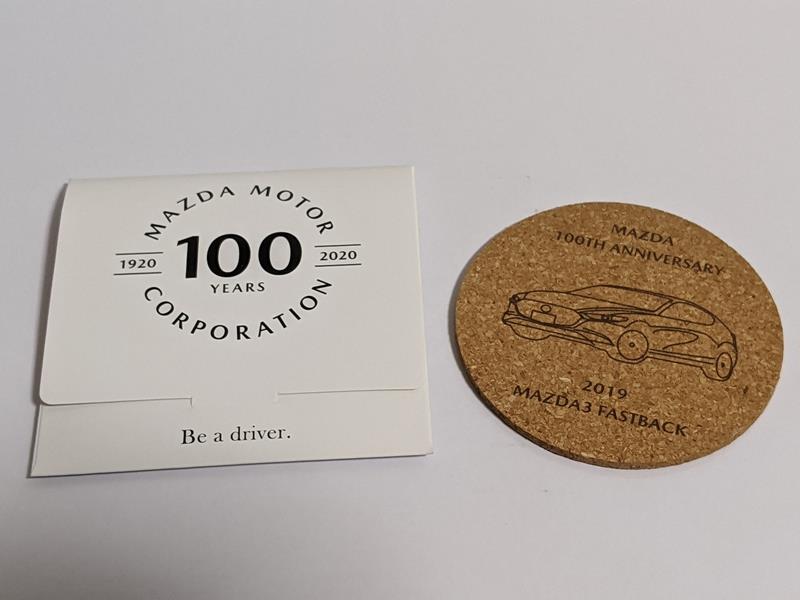 MAZDA MOTOR
1920 100 2020
YEARS
CORPORATION
Be a driver.
MAZDA
100TH ANNIVERSARY
2019
MAZDA3 FASTBACK